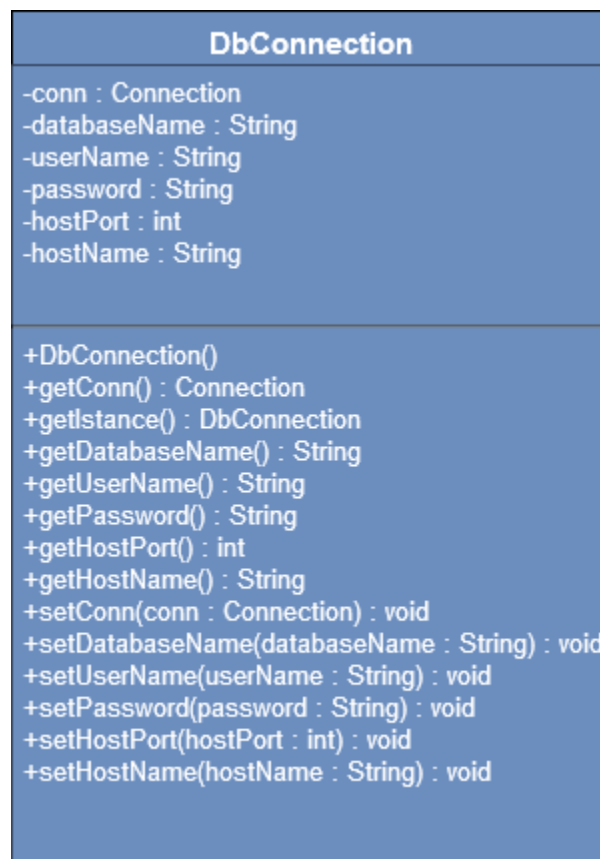 DbConnection
-conn : Connection
-databaseName : String
-userName : String
-password : String
-hostPort : int
-hostName : String
+DbConnection()
+getConn() : Connection
+getIstance() : DbConnection
+getDatabaseName() : String
+getUserName() : String
+getPassword() : String
+getHostPort() : int
+getHostName() : String
+setConn(conn : Connection) : void
+setDatabaseName(databaseName : String) : void
+setUserName(userName : String) : void
+setPassword(password : String) : void
+setHostPort(hostPort : int) : void
+setHostName(hostName : String) : void